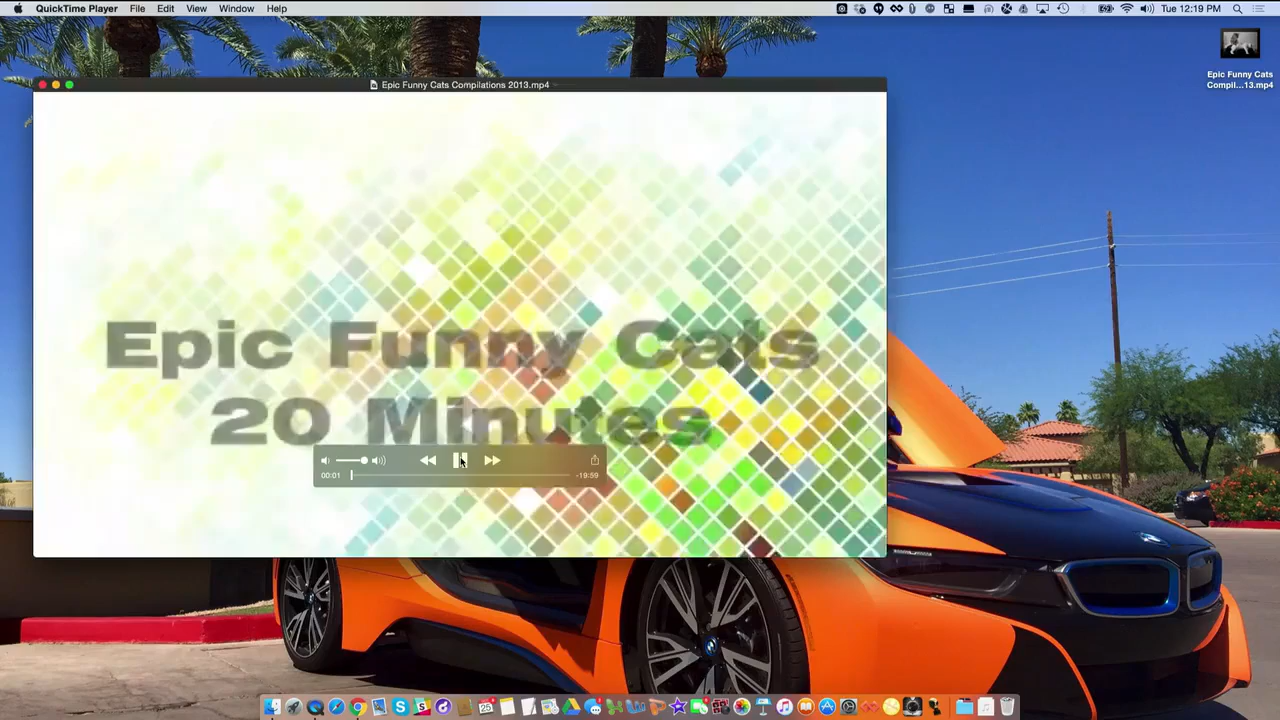 QuickTime Player File Edit View Window Help
Tue 12:19 PM
Epic Funny Cats Compilations 2013.mp4
Epic Funny Cats
Compil...13.mp4
Epic Funny Cats
20 Minutes
00:01
-19:59